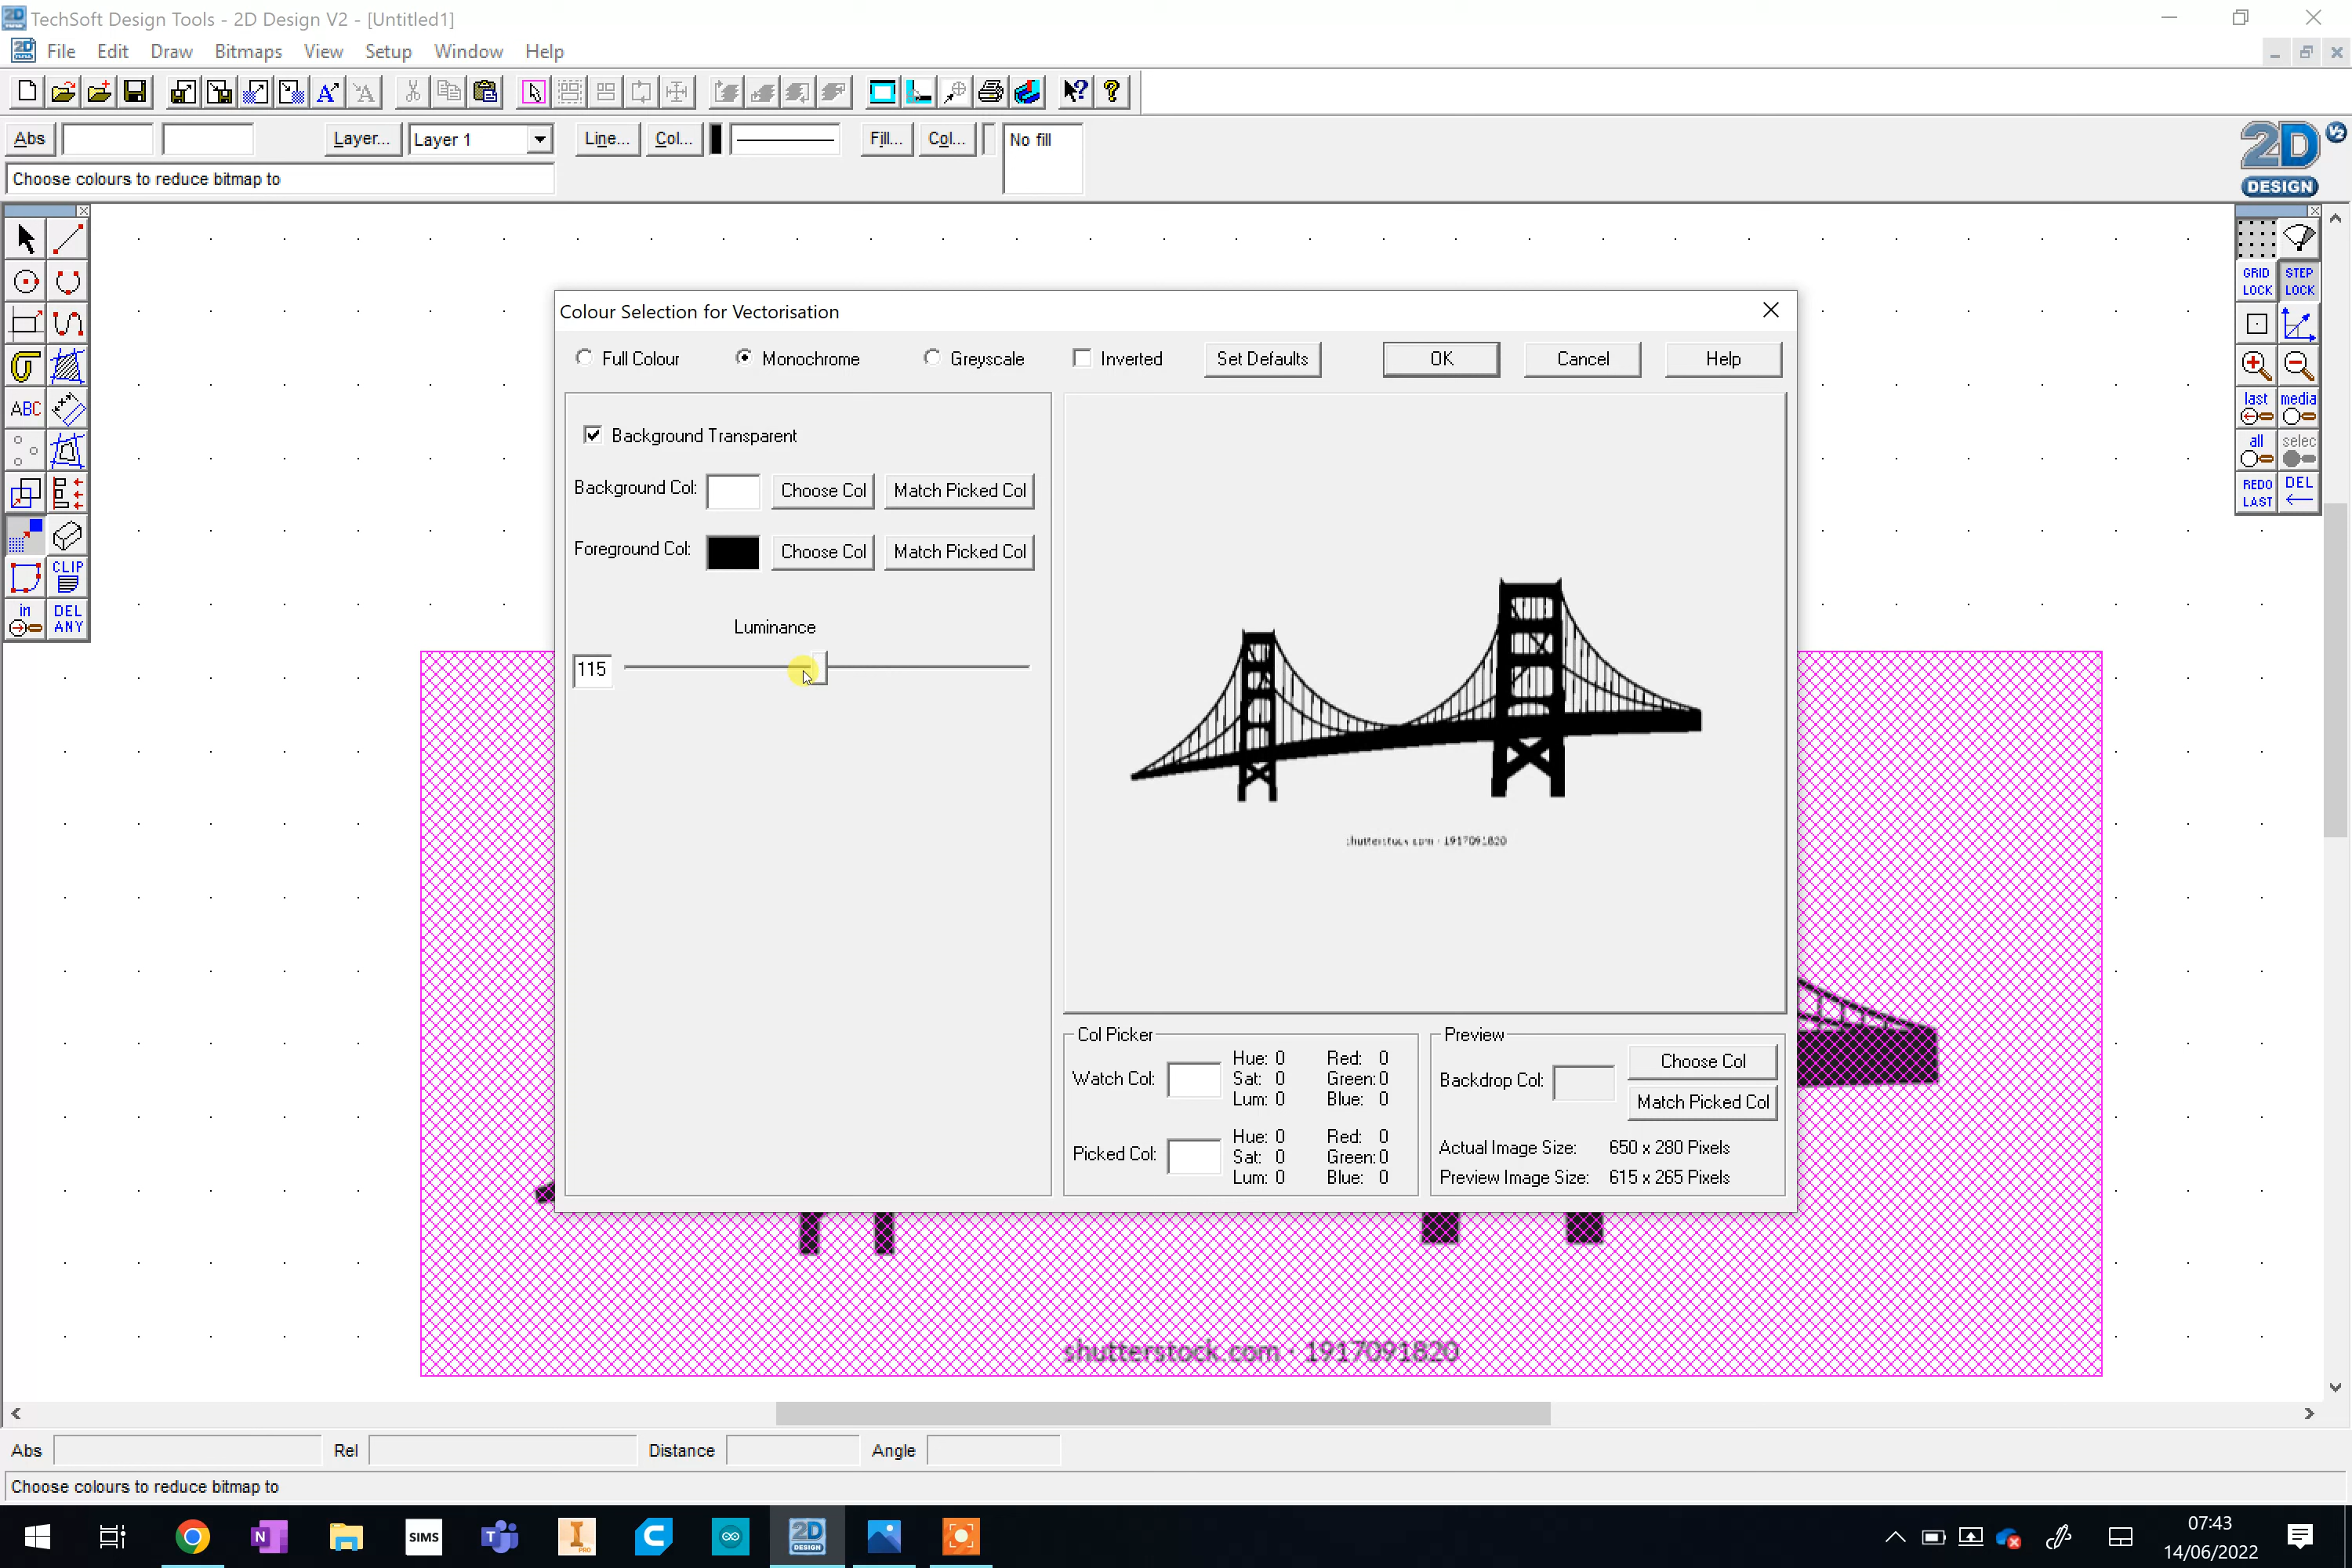 TechSoft Design Tools - 2D Design V2 - [Untitled1]
File Edit Draw Bitmaps View Setup Window Help
Abs Layer... Layer 1 Line... Col... Fill... Col... No fill
Choose colours to reduce bitmap to
2D V2
DESIGN
ABC
CLIP
in DEL ANY
GRID LOCK STEP LOCK
last media
all selec
REDO LAST DEL
Colour Selection for Vectorisation
Full Colour Monochrome Greyscale Inverted Set Defaults OK Cancel Help
Background Transparent
Background Col: Choose Col Match Picked Col
Foreground Col: Choose Col Match Picked Col
Luminance
115
shutterstock.com · 1917091820
Col Picker
Watch Col: Hue: 0 Red: 0
Sat: 0 Green: 0
Lum: 0 Blue: 0
Picked Col: Hue: 0 Red: 0
Sat: 0 Green: 0
Lum: 0 Blue: 0
Preview
Backdrop Col: Choose Col
Match Picked Col
Actual Image Size: 650 x 280 Pixels
Preview Image Size: 615 x 265 Pixels
shutterstock.com · 1917091820
Abs Rel Distance Angle
Choose colours to reduce bitmap to
N SIMS T I PRO C 2D DESIGN
07:43
14/06/2022